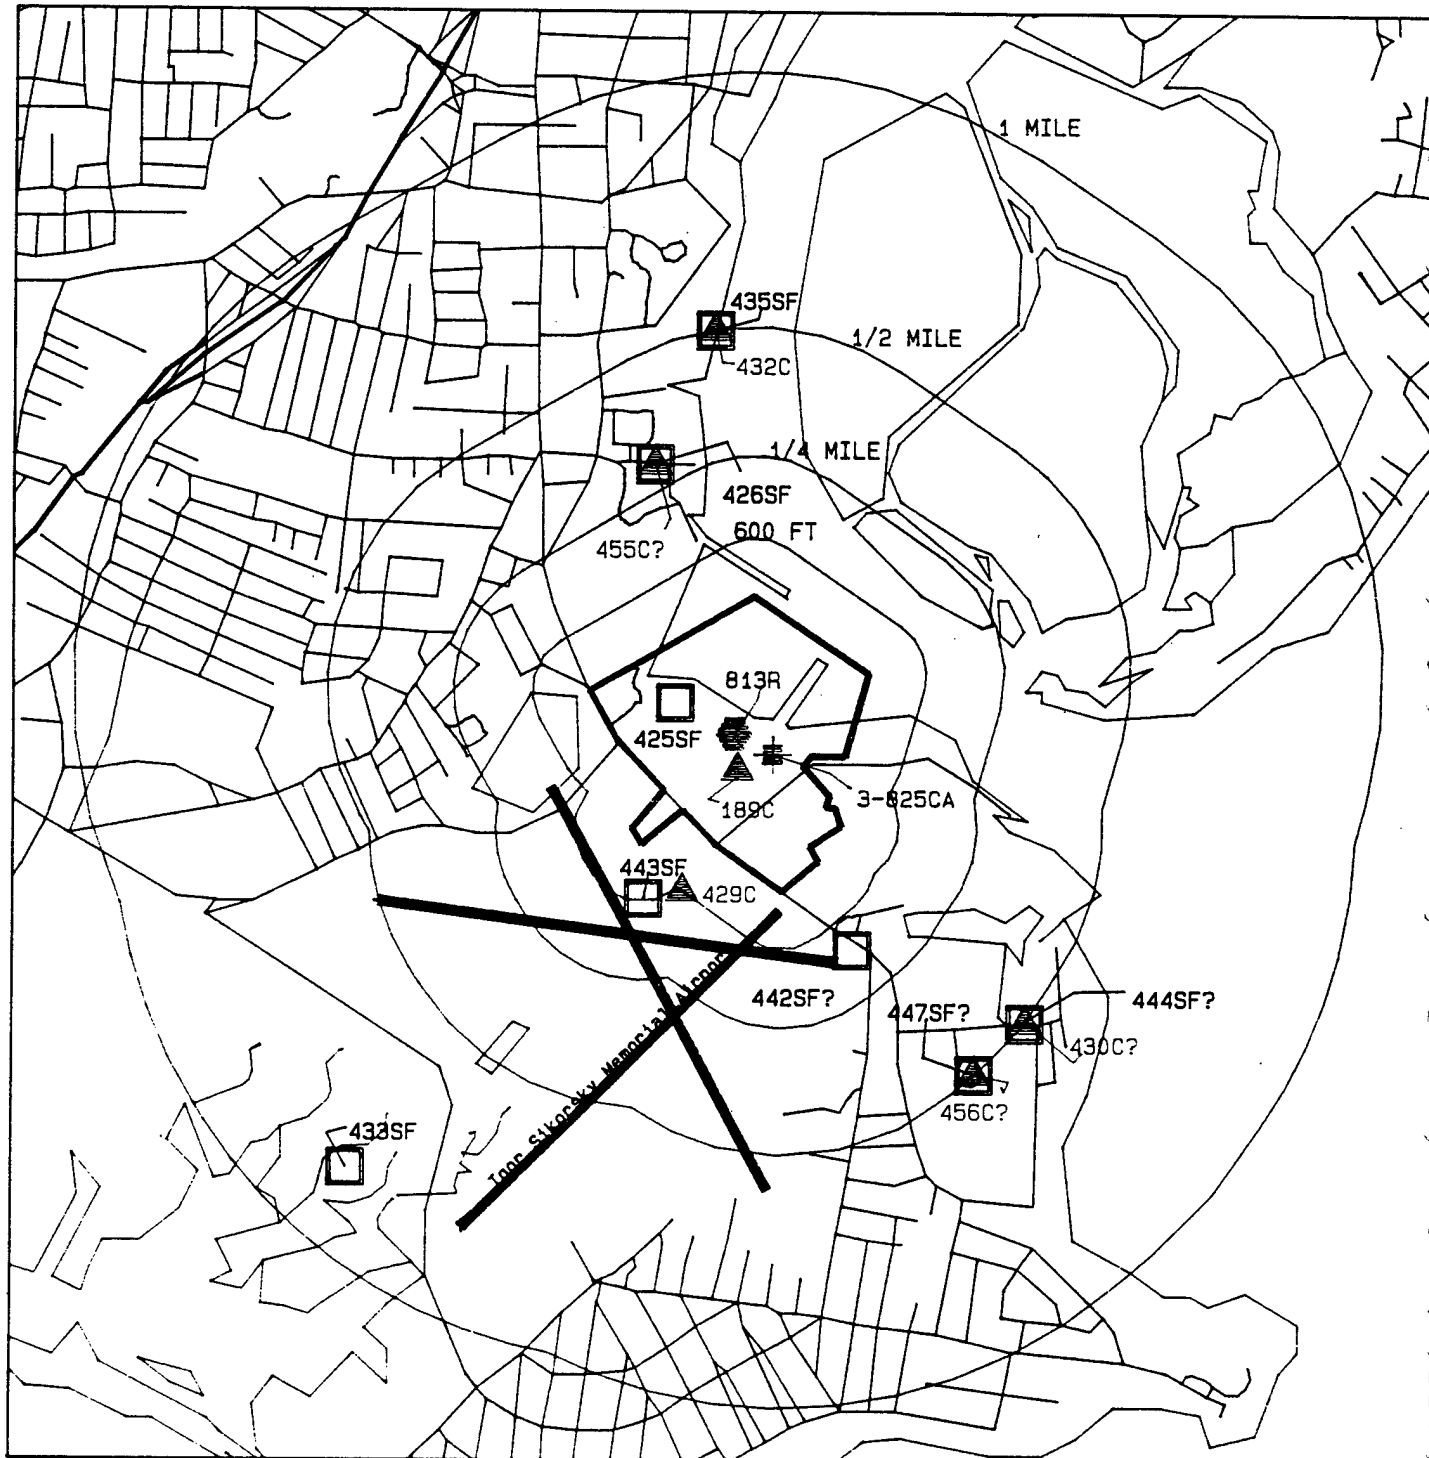 1 MILE
435SF
1/2 MILE
432C
1/4 MILE
426SF
600 FT
455C?
813R
425SF
3-825CA
189C
443SF
429C
Igor Sikorsky Memorial Airport
442SF?
447SF?
444SF?
430C?
456C?
433SF